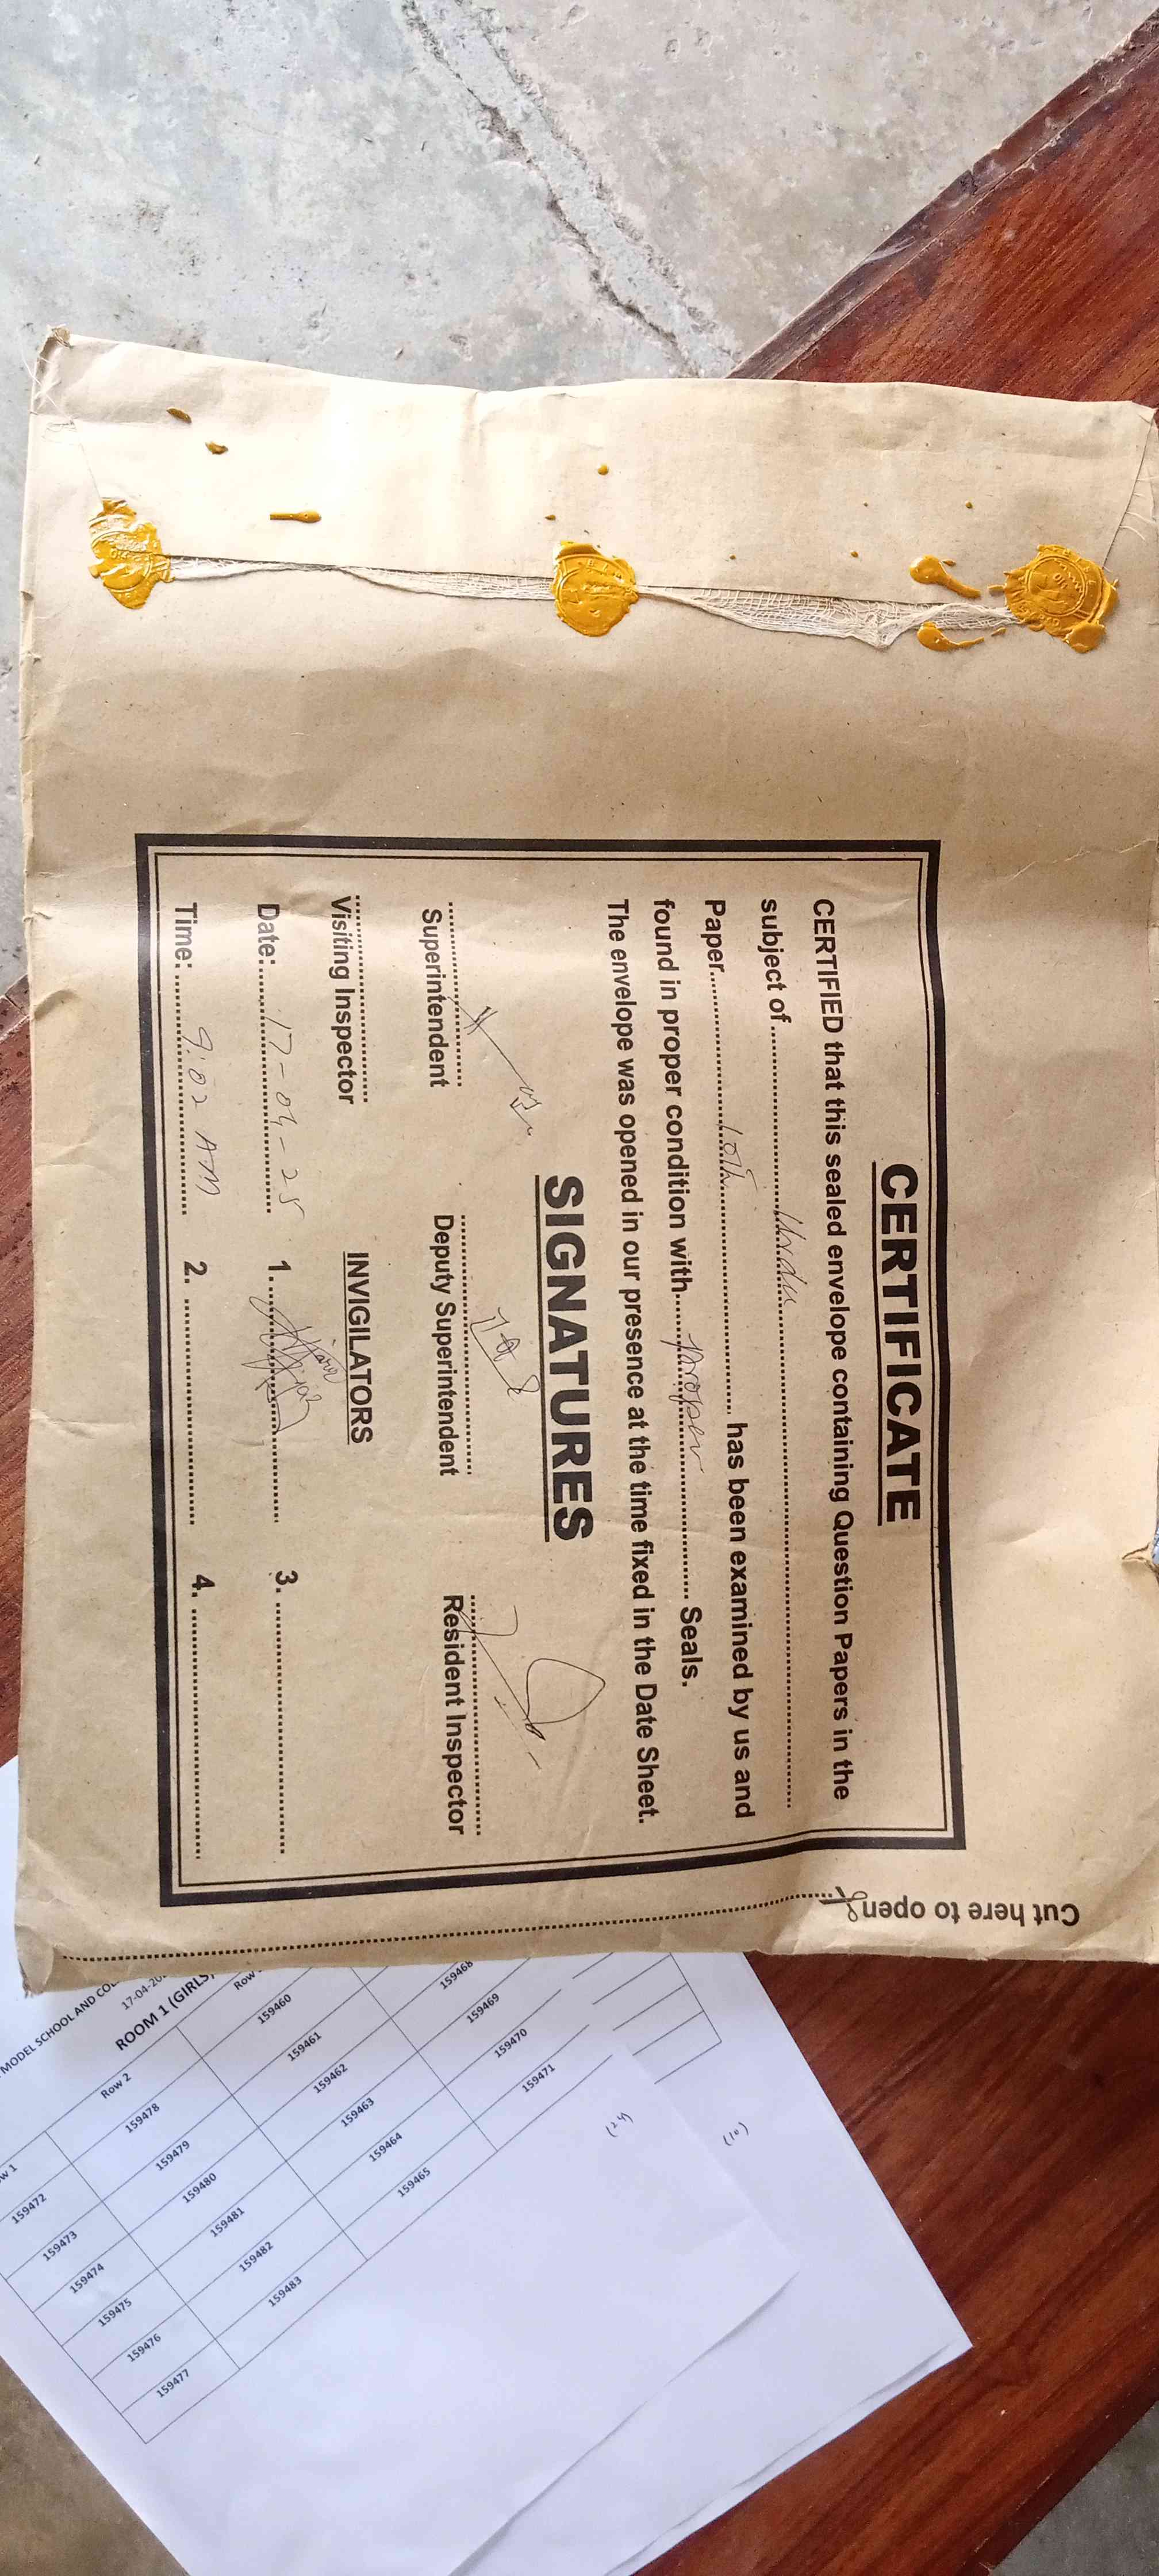 CERTIFICATE
CERTIFIED that this sealed envelope containing Question Papers in the
subject of Urdu
Paper 10th has been examined by us and
found in proper condition with proper Seals.
The envelope was opened in our presence at the time fixed in the Date Sheet.
SIGNATURES
Superintendent Deputy Superintendent Resident Inspector
Visiting Inspector INVIGILATORS
Date: 17-04-25 1. 3.
Time: 9:02 AM 2. 4.
Cut here to open
MODEL SCHOOL AND
17-04-20
ROOM 1 (GIRLS)
Row 2 Row
159472 159478 159460 159468
159473 159479 159461 159469
159474 159480 159462 159470
159475 159481 159463 159471
159476 159482 159464
159477 159483 159465
(24)
(10)